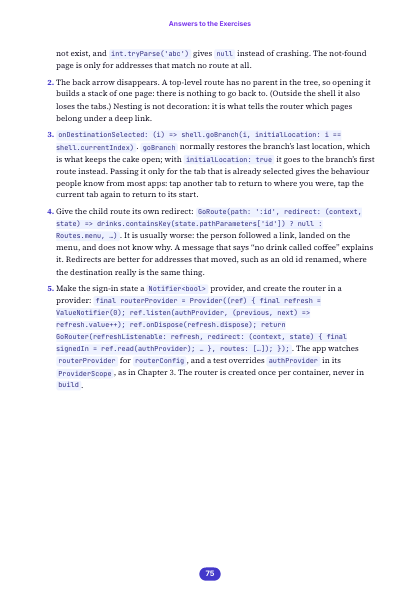 Answers to the Exercises
not exist, and int.tryParse('abc') gives null instead of crashing. The not-found
page is only for addresses that match no route at all.
2. The back arrow disappears. A top-level route has no parent in the tree, so opening it
builds a stack of one page: there is nothing to go back to. (Outside the shell it also
loses the tabs.) Nesting is not decoration: it is what tells the router which pages
belong under a deep link.
3. onDestinationSelected: (i) => shell.goBranch(i, initialLocation: i ==
shell.currentIndex) . goBranch normally restores the branch's last location, which
is what keeps the cake open; with initialLocation: true it goes to the branch's first
route instead. Passing it only for the tab that is already selected gives the behaviour
people know from most apps: tap another tab to return to where you were, tap the
current tab again to return to its start.
4. Give the child route its own redirect: GoRoute(path: ':id', redirect: (context,
state) => drinks.containsKey(state.pathParameters['id']) ? null :
Routes.menu, …) . It is usually worse: the person followed a link, landed on the
menu, and does not know why. A message that says “no drink called coffee” explains
it. Redirects are better for addresses that moved, such as an old id renamed, where
the destination really is the same thing.
5. Make the sign-in state a Notifier<bool> provider, and create the router in a
provider: final routerProvider = Provider((ref) { final refresh =
ValueNotifier(0); ref.listen(authProvider, (previous, next) =>
refresh.value++); ref.onDispose(refresh.dispose); return
GoRouter(refreshListenable: refresh, redirect: (context, state) { final
signedIn = ref.read(authProvider); … }, routes: […]); }); . The app watches
routerProvider for routerConfig , and a test overrides authProvider in its
ProviderScope , as in Chapter 3. The router is created once per container, never in
build .
75